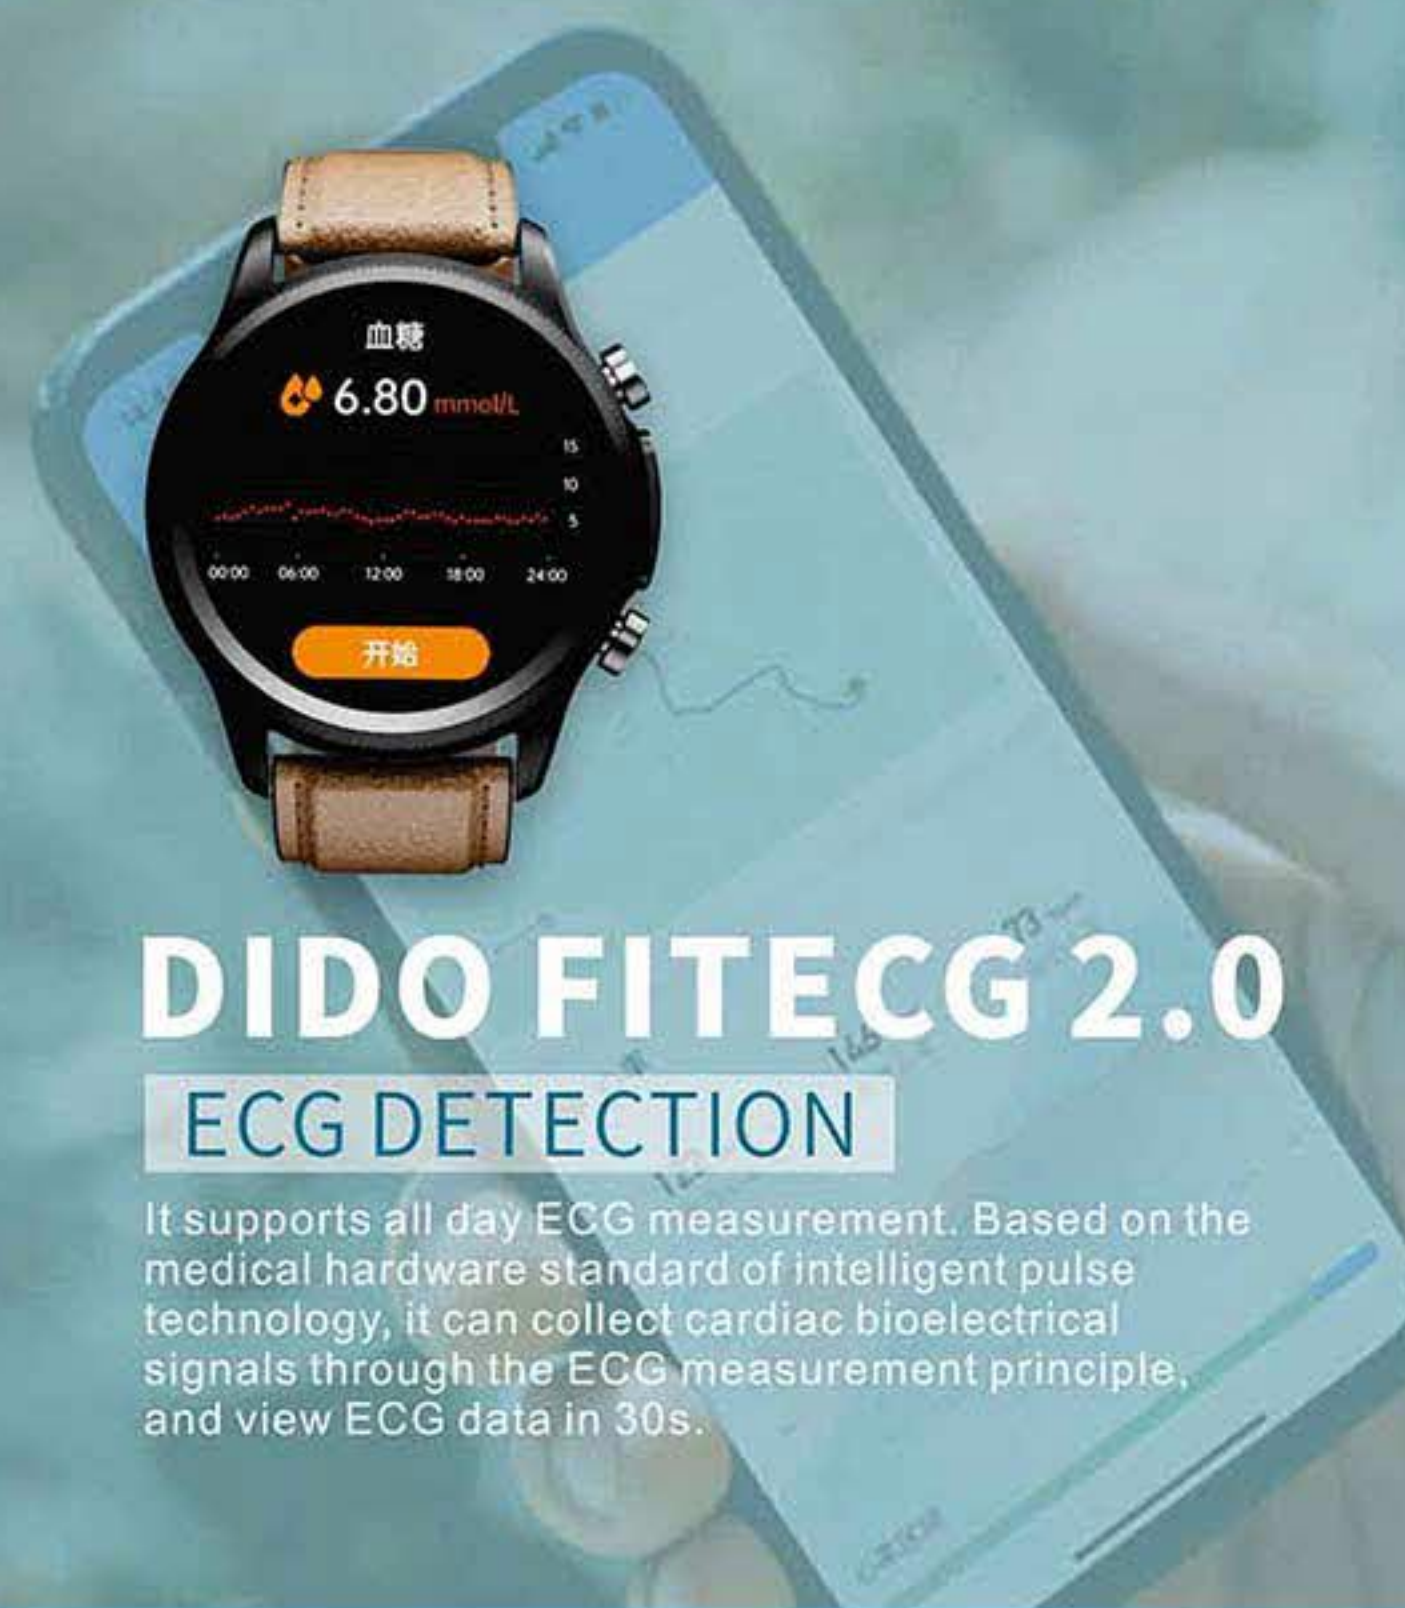 血糖
6.80 mmol/L
15
10
5
00:00 06:00 12:00 18:00 24:00
开始
DIDO FITECG 2.0
73
146
ECG DETECTION
It supports all day ECG measurement. Based on the
medical hardware standard of intelligent pulse
technology, it can collect cardiac bioelectrical
signals through the ECG measurement principle,
and view ECG data in 30s.